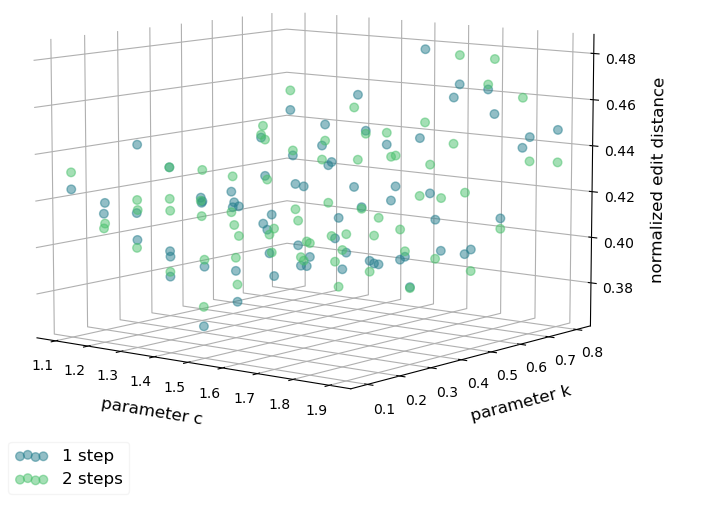 0.48
0.46
0.44
0.42
0.40
0.38
normalized edit distance
1.1 1.2 1.3 1.4 1.5 1.6 1.7 1.8 1.9
parameter c
0.1 0.2 0.3 0.4 0.5 0.6 0.7 0.8
parameter k
1 step
2 steps